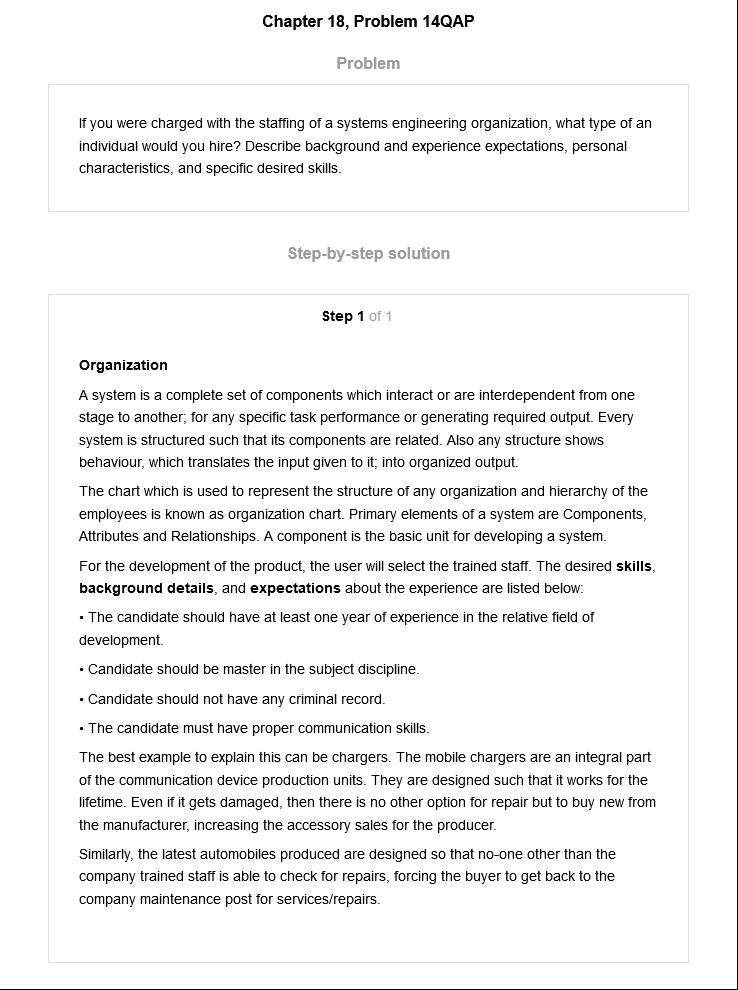 Chapter 18, Problem 14QAP
Problem
If you were charged with the staffing of a systems engineering organization, what type of an
individual would you hire? Describe background and experience expectations, personal
characteristics, and specific desired skills.
Step-by-step solution
Step 1 of 1
Organization
A system is a complete set of components which interact or are interdependent from one
stage to another; for any specific task performance or generating required output. Every
system is structured such that its components are related. Also any structure shows
behaviour, which translates the input given to it; into organized output.
The chart which is used to represent the structure of any organization and hierarchy of the
employees is known as organization chart. Primary elements of a system are Components,
Attributes and Relationships. A component is the basic unit for developing a system.
For the development of the product, the user will select the trained staff. The desired skills,
background details, and expectations about the experience are listed below:
• The candidate should have at least one year of experience in the relative field of
development.
• Candidate should be master in the subject discipline.
• Candidate should not have any criminal record.
• The candidate must have proper communication skills.
The best example to explain this can be chargers. The mobile chargers are an integral part
of the communication device production units. They are designed such that it works for the
lifetime. Even if it gets damaged, then there is no other option for repair but to buy new from
the manufacturer, increasing the accessory sales for the producer.
Similarly, the latest automobiles produced are designed so that no-one other than the
company trained staff is able to check for repairs, forcing the buyer to get back to the
company maintenance post for services/repairs.